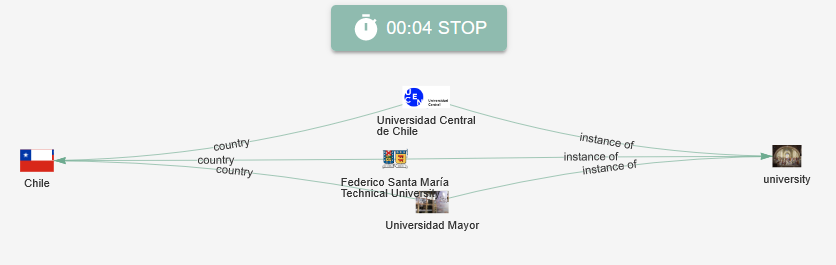 00:04 STOP
UCEN
Universidad
Central
Universidad Central
de Chile
country
instance of
country
instance of
country
instance of
Chile
Federico Santa María
Technical University
university
Universidad Mayor